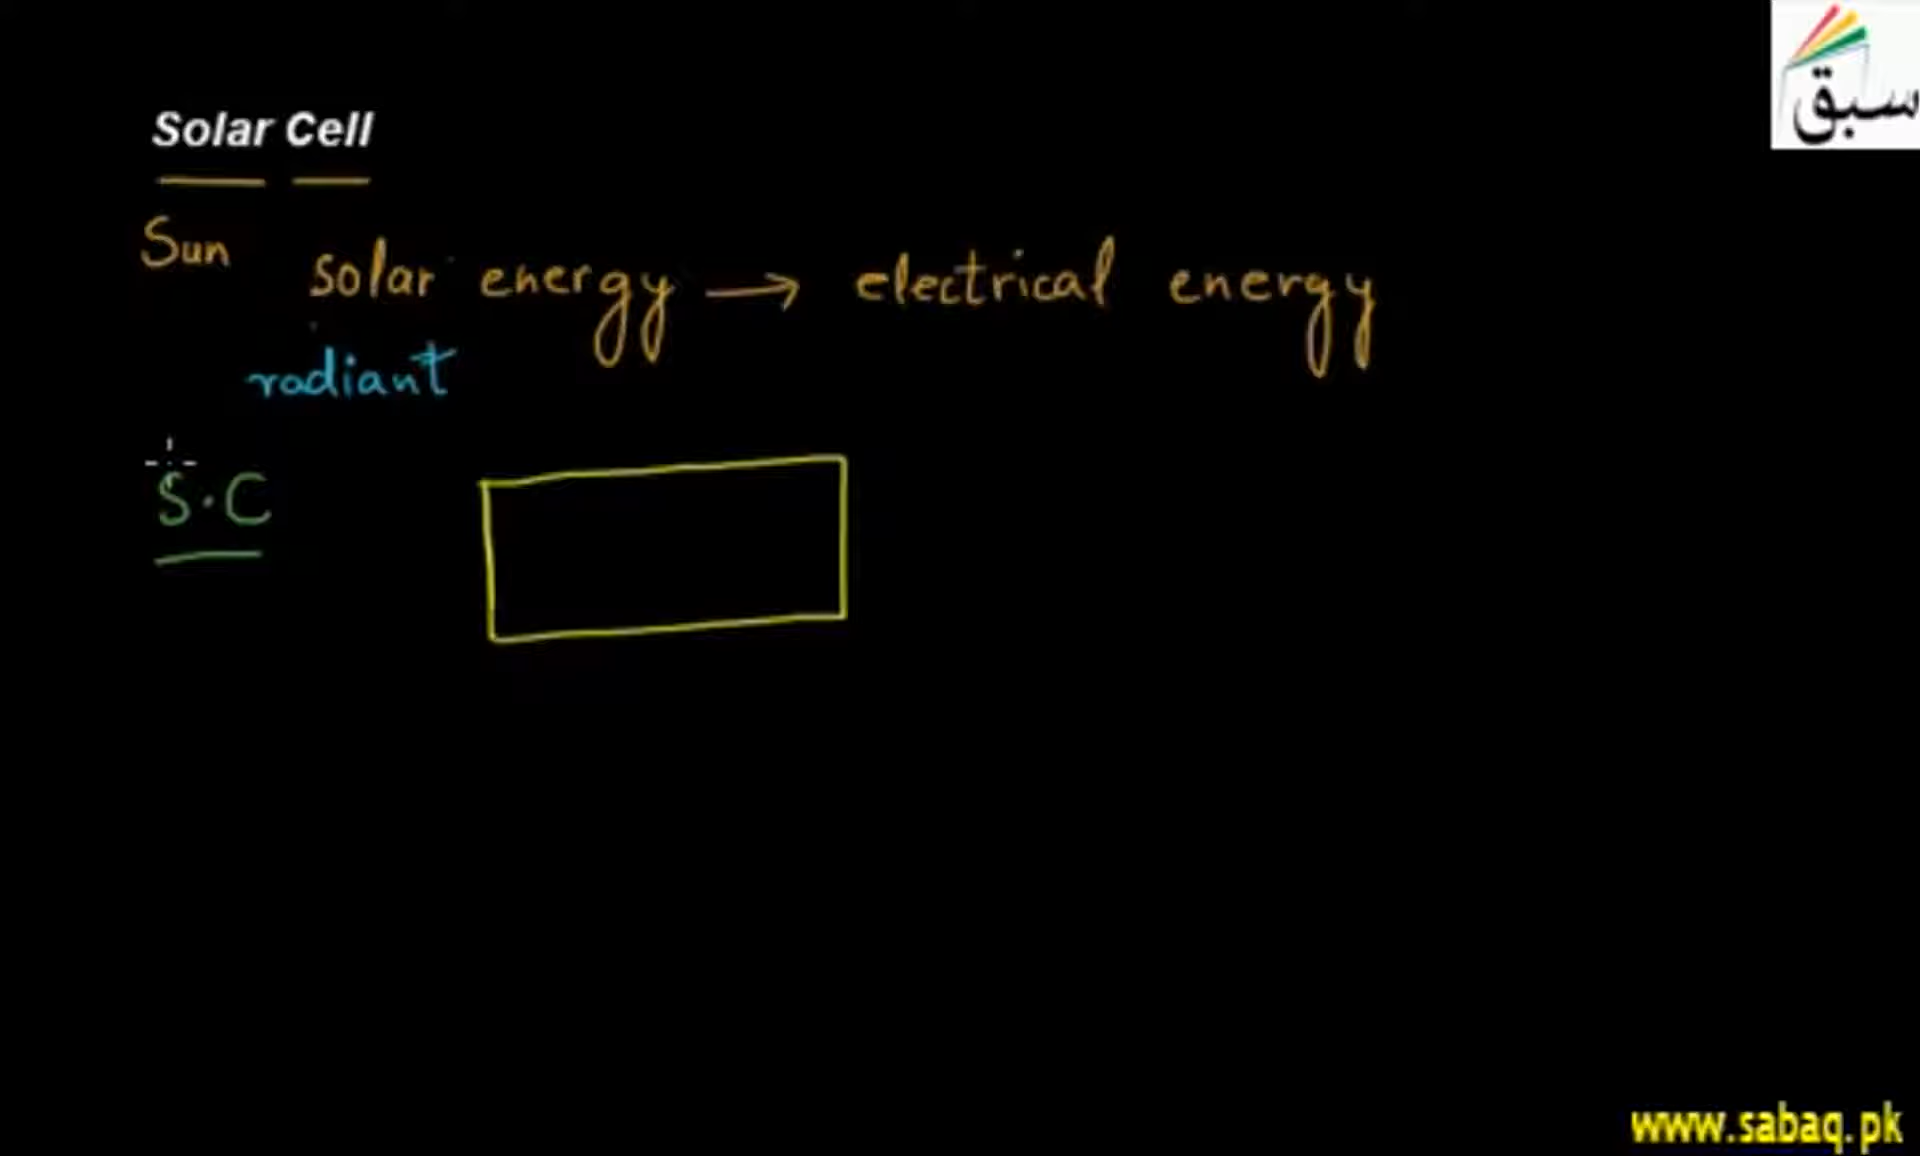 سبق
Solar Cell
Sun solar energy → electrical energy
radiant
S.C
www.sabaq.pk